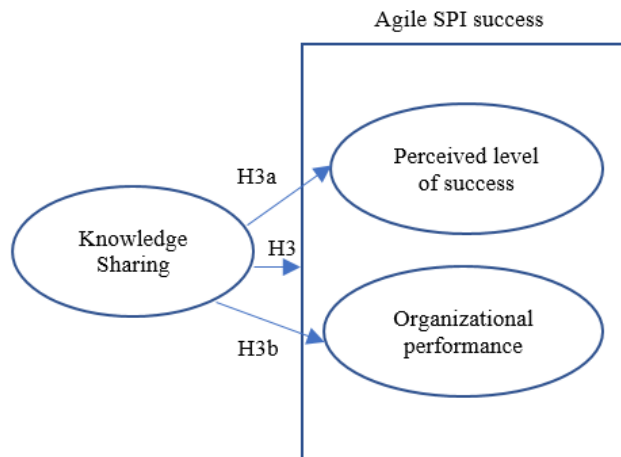 Agile SPI success
Perceived level
of success
H3a
Knowledge
Sharing
H3
Organizational
performance
H3b